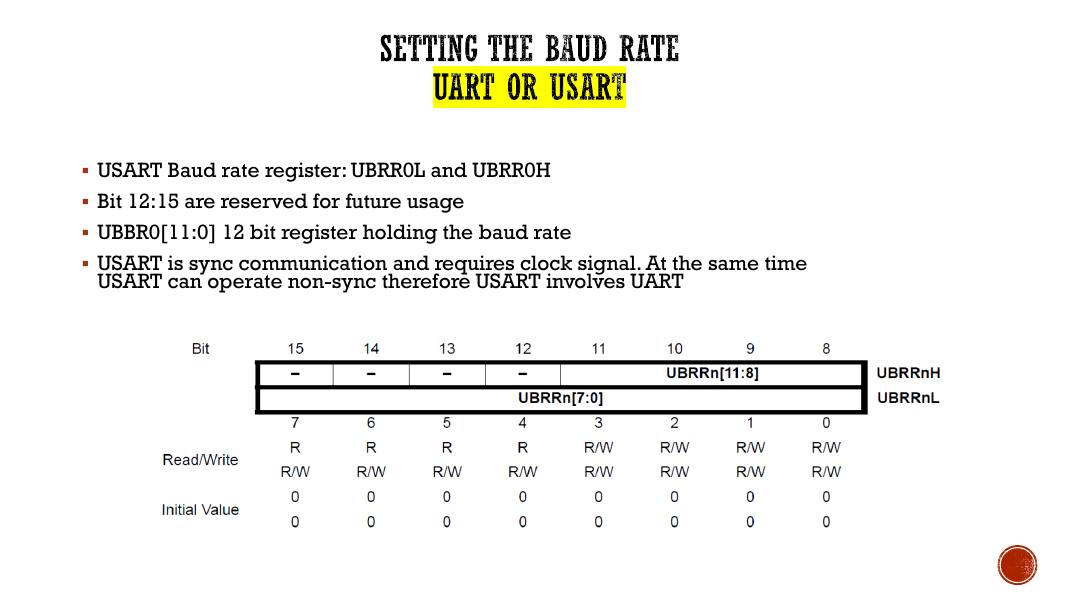 SETTING THE BAUD RATE
UART OR USART
▪ USART Baud rate register: UBRR0L and UBRR0H
▪ Bit 12:15 are reserved for future usage
▪ UBBR0[11:0] 12 bit register holding the baud rate
▪ USART is sync communication and requires clock signal. At the same time
USART can operate non-sync therefore USART involves UART
Bit 15 14 13 12 11 10 9 8
– – – – UBRRn[11:8] UBRRnH
UBRRn[7:0] UBRRnL
7 6 5 4 3 2 1 0
Read/Write
R R R R R/W R/W R/W R/W
R/W R/W R/W R/W R/W R/W R/W R/W
Initial Value
0 0 0 0 0 0 0 0
0 0 0 0 0 0 0 0